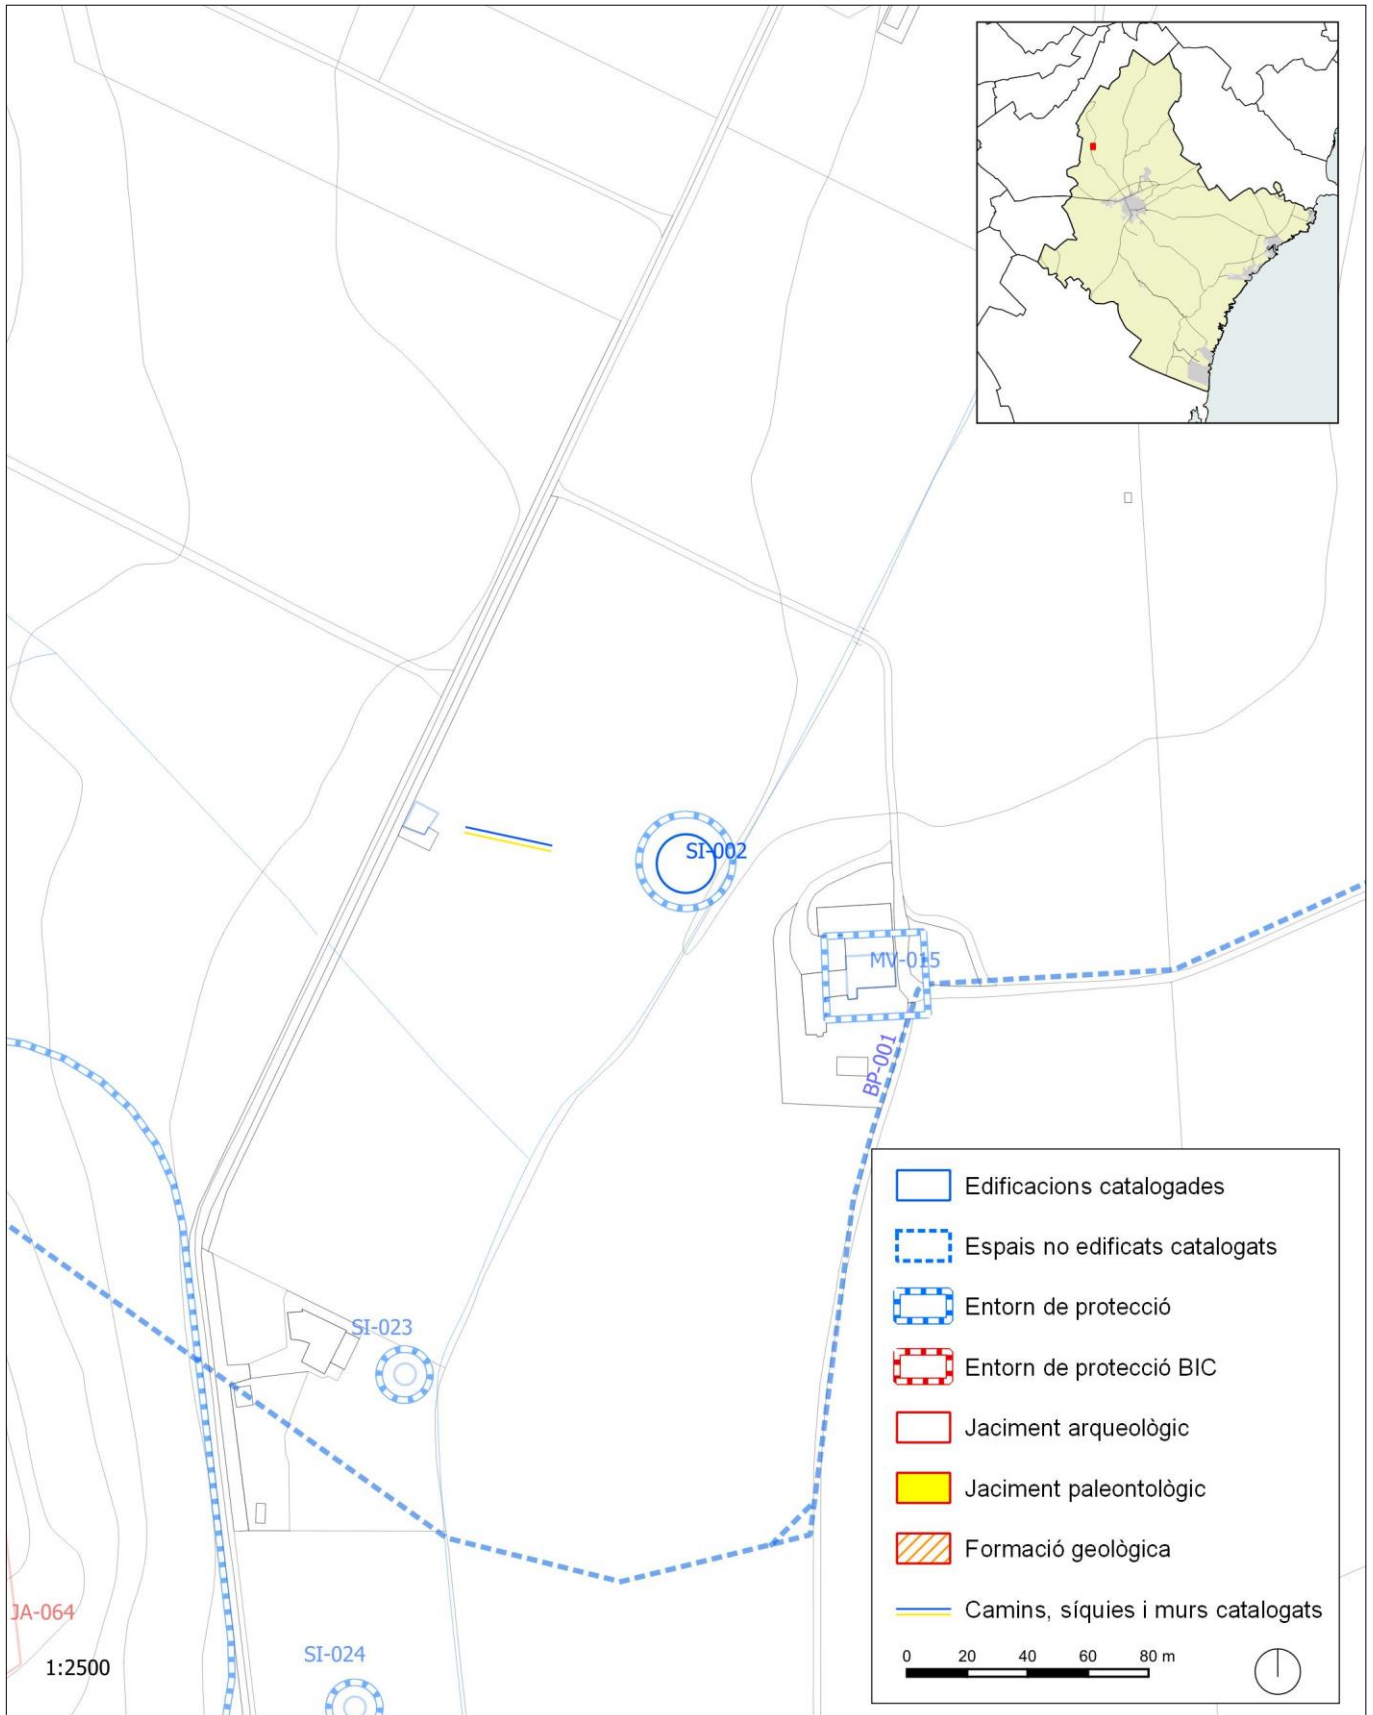 SI-002
MV-015
BP-001
SI-023
JA-064
SI-024
1:2500
Edificacions catalogades
Espais no edificats catalogats
Entorn de protecció
Entorn de protecció BIC
Jaciment arqueològic
Jaciment paleontològic
Formació geològica
Camins, síquies i murs catalogats
0 20 40 60 80 m